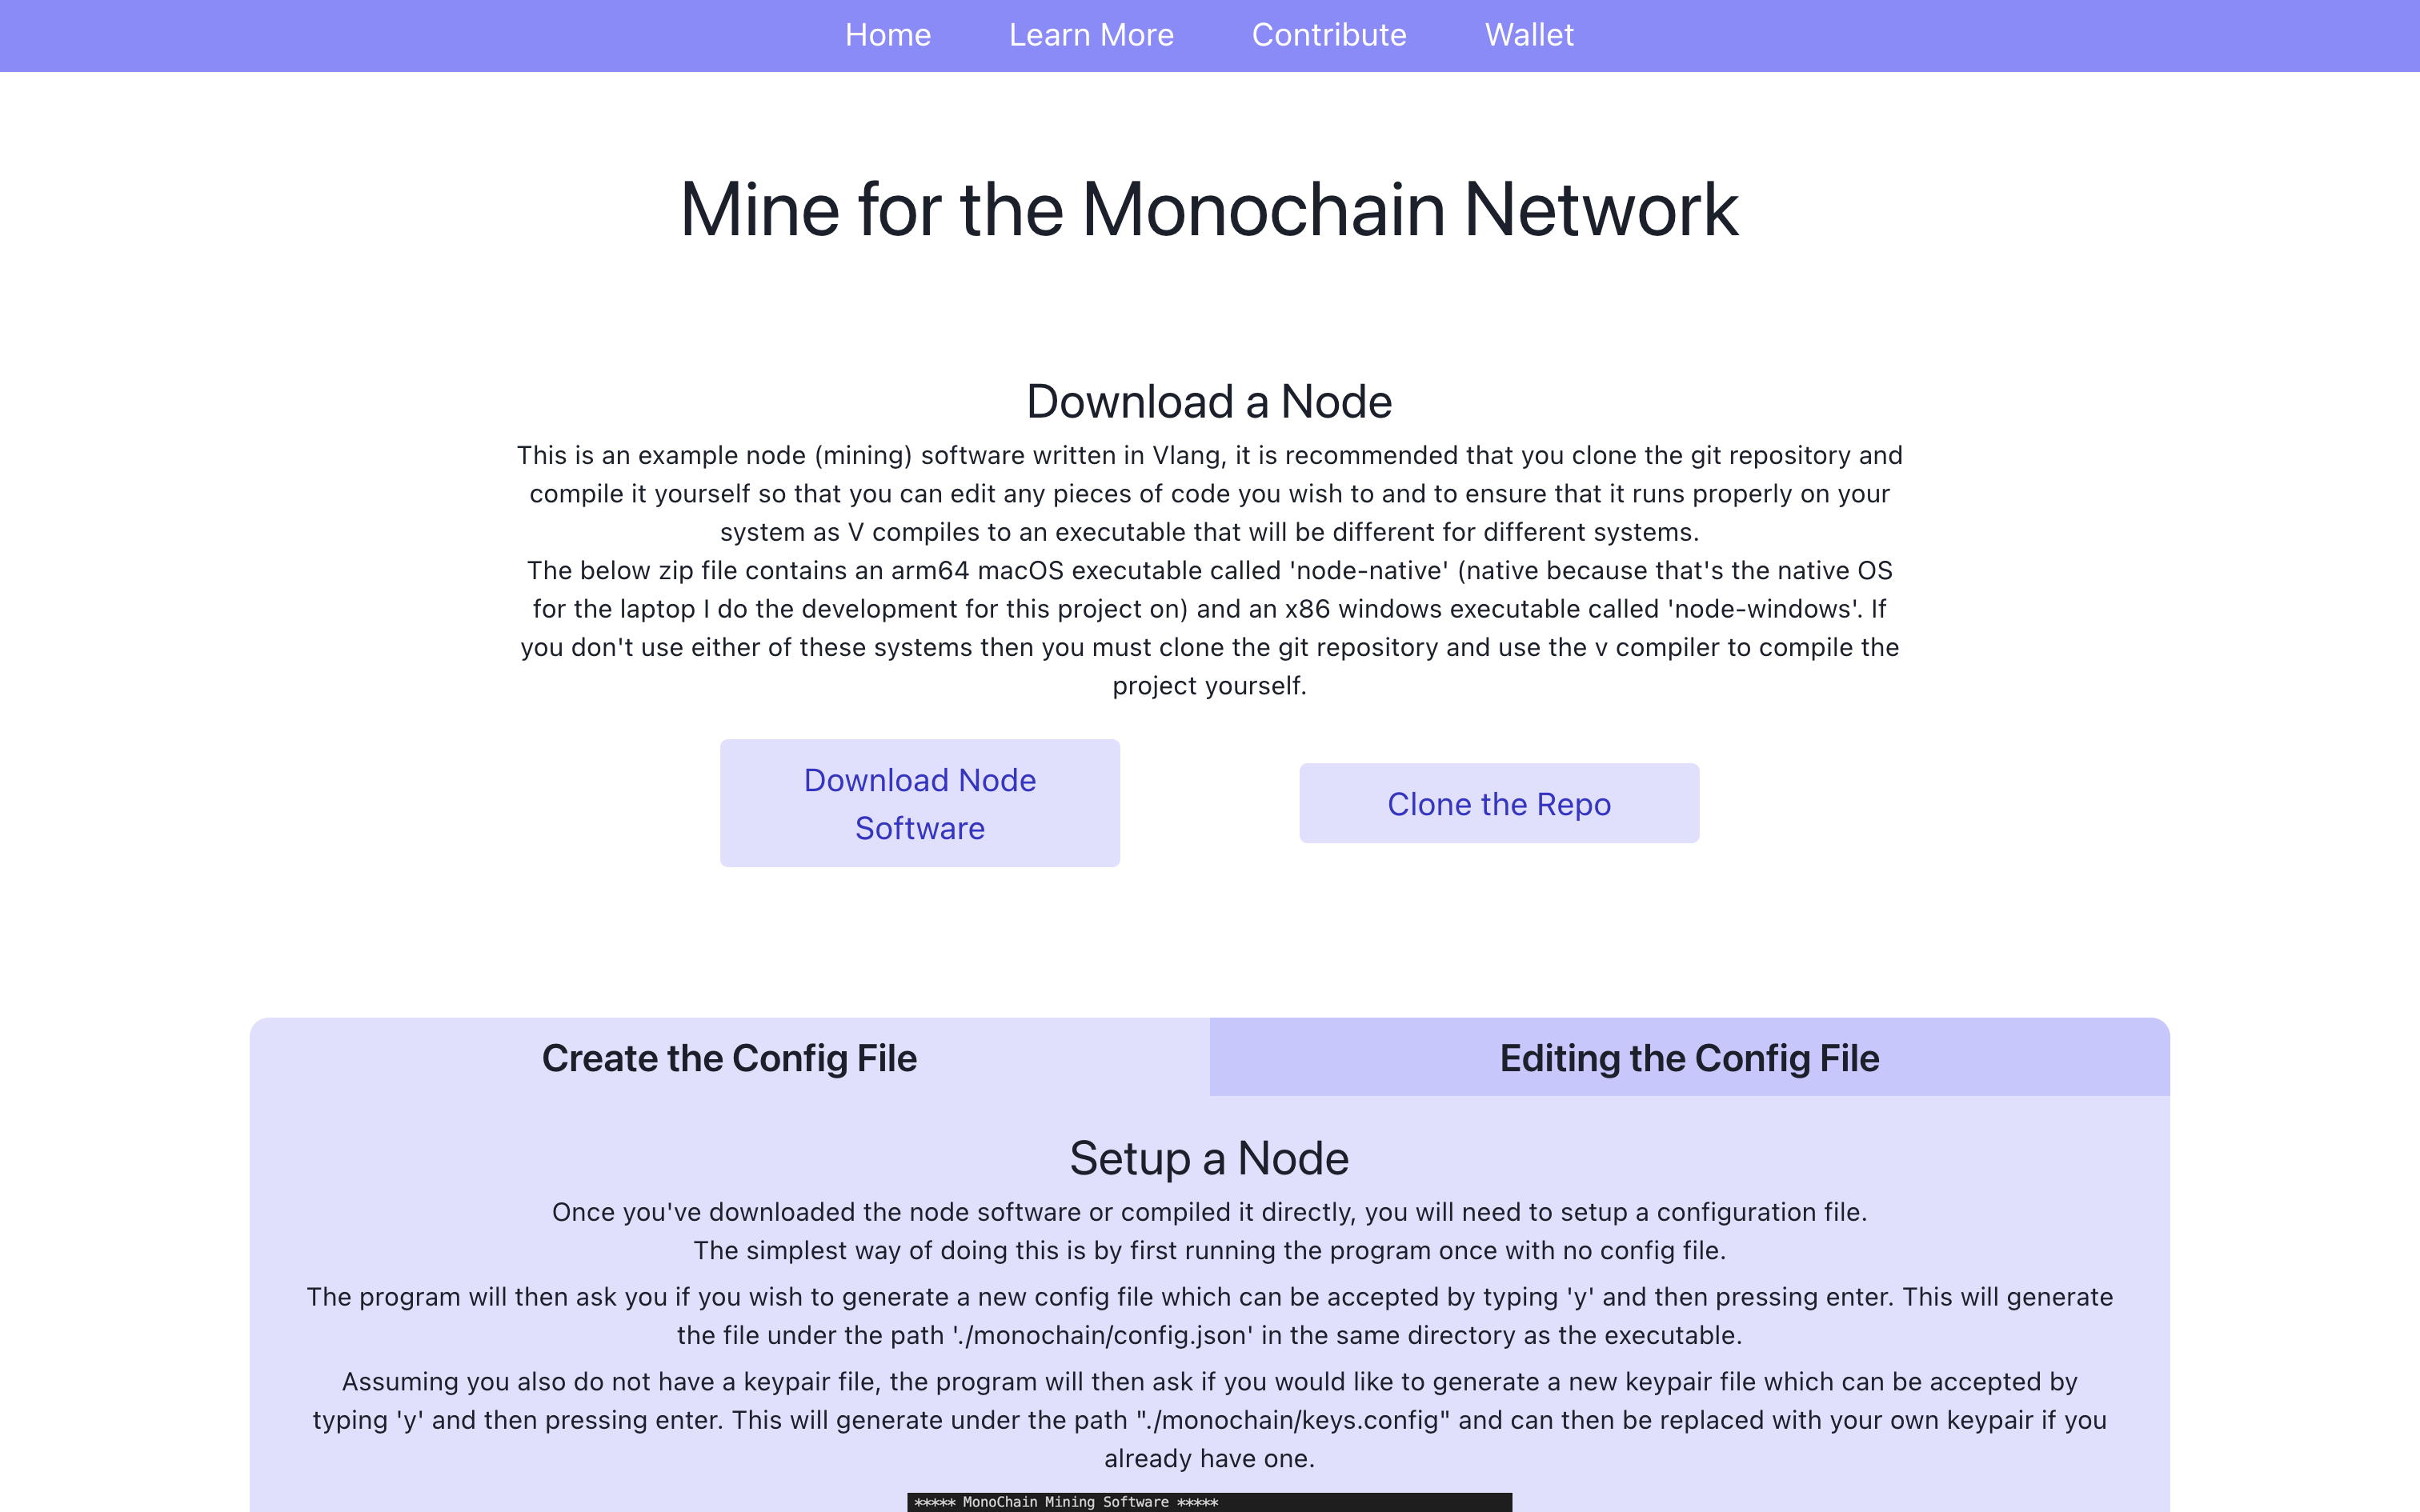 Home Learn More Contribute Wallet
Mine for the Monochain Network
Download a Node
This is an example node (mining) software written in Vlang, it is recommended that you clone the git repository and
compile it yourself so that you can edit any pieces of code you wish to and to ensure that it runs properly on your
system as V compiles to an executable that will be different for different systems.
The below zip file contains an arm64 macOS executable called 'node-native' (native because that's the native OS
for the laptop I do the development for this project on) and an x86 windows executable called 'node-windows'. If
you don't use either of these systems then you must clone the git repository and use the v compiler to compile the
project yourself.
Download Node
Software
Clone the Repo
Create the Config File
Editing the Config File
Setup a Node
Once you've downloaded the node software or compiled it directly, you will need to setup a configuration file.
The simplest way of doing this is by first running the program once with no config file.
The program will then ask you if you wish to generate a new config file which can be accepted by typing 'y' and then pressing enter. This will generate
the file under the path './monochain/config.json' in the same directory as the executable.
Assuming you also do not have a keypair file, the program will then ask if you would like to generate a new keypair file which can be accepted by
typing 'y' and then pressing enter. This will generate under the path "./monochain/keys.config" and can then be replaced with your own keypair if you
already have one.
***** MonoChain Mining Software *****